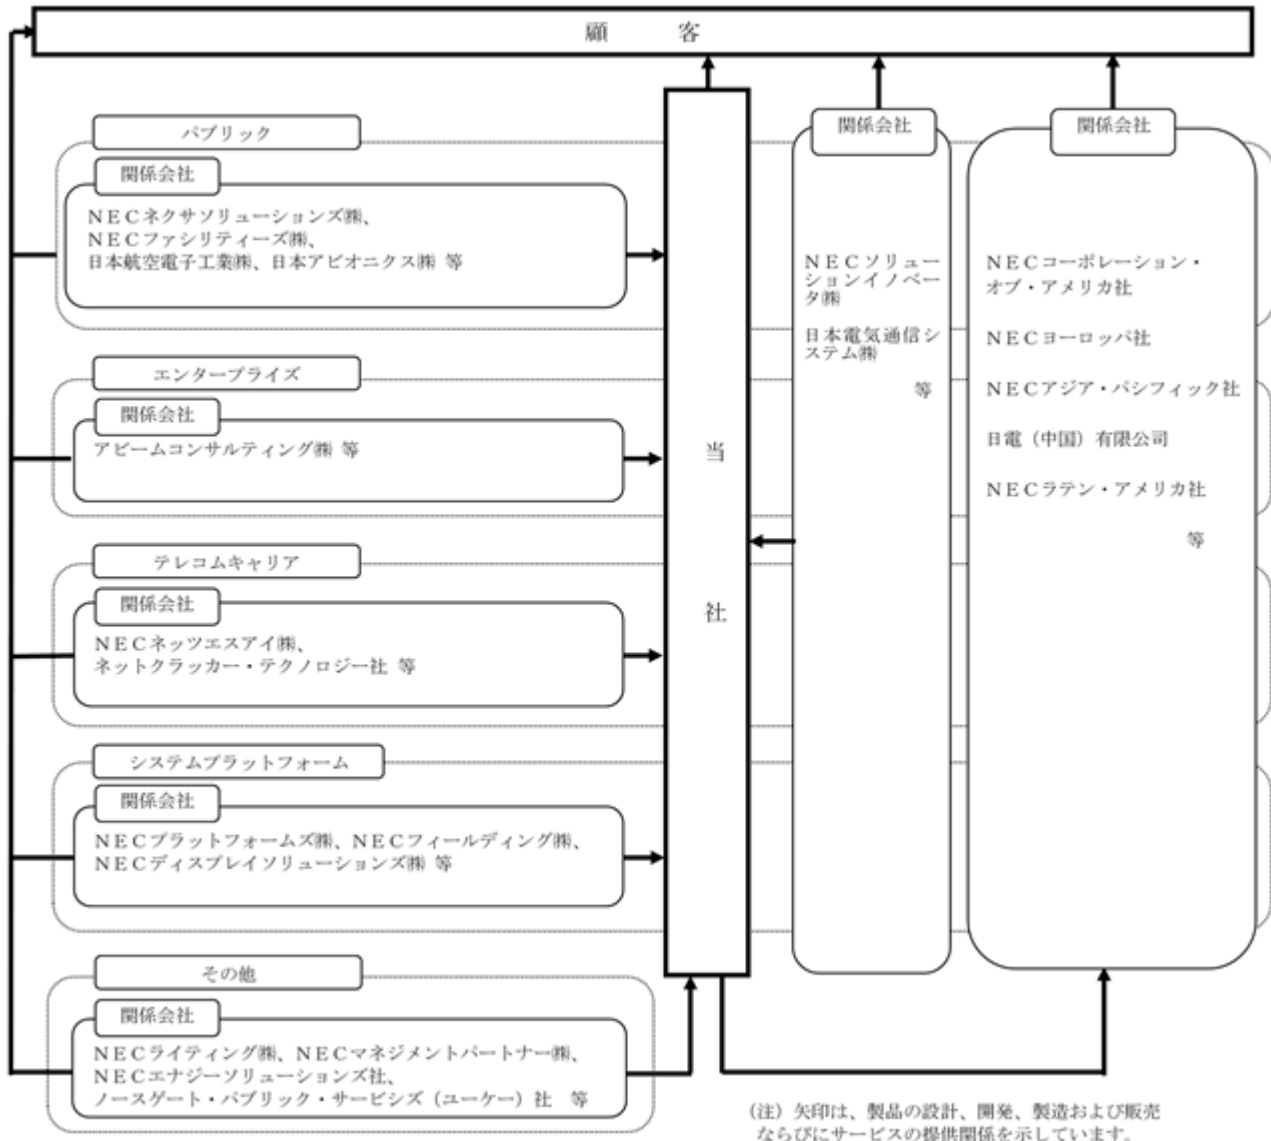 顧　客
パブリック
関係会社
ＮＥＣネクサソリューションズ㈱、
ＮＥＣファシリティーズ㈱、
日本航空電子工業㈱、日本アビオニクス㈱ 等
エンタープライズ
関係会社
アビームコンサルティング㈱ 等
テレコムキャリア
関係会社
ＮＥＣネッツエスアイ㈱、
ネットクラッカー・テクノロジー社 等
システムプラットフォーム
関係会社
ＮＥＣプラットフォームズ㈱、ＮＥＣフィールディング㈱、
ＮＥＣディスプレイソリューションズ㈱ 等
その他
関係会社
ＮＥＣライティング㈱、ＮＥＣマネジメントパートナー㈱、
ＮＥＣエナジーソリューションズ社、
ノースゲート・パブリック・サービシズ（ユーケー）社　等
当
社
関係会社
ＮＥＣソリュー
ションイノベー
タ㈱
日本電気通信シ
ステム㈱
等
関係会社
ＮＥＣコーポレーション・
オブ・アメリカ社
ＮＥＣヨーロッパ社
ＮＥＣアジア・パシフィック社
日電（中国）有限公司
ＮＥＣラテン・アメリカ社
等
（注）矢印は、製品の設計、開発、製造および販売
ならびにサービスの提供関係を示しています。